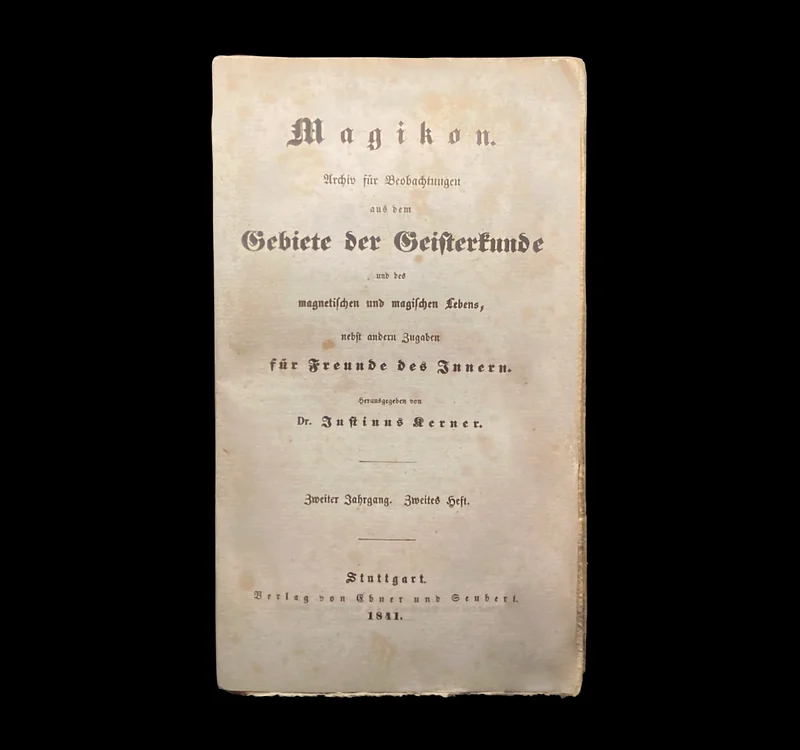 Magikon.
Archiv für Beobachtungen
aus dem
Gebiete der Geisterkunde
und des
magnetischen und magischen Lebens,
nebst andern Zugaben
für Freunde des Innern.
Herausgegeben von
Dr. Justinus Kerner.
Zweiter Jahrgang. Zweites Heft.
Stuttgart.
Verlag von Ebner und Seubert.
1841.